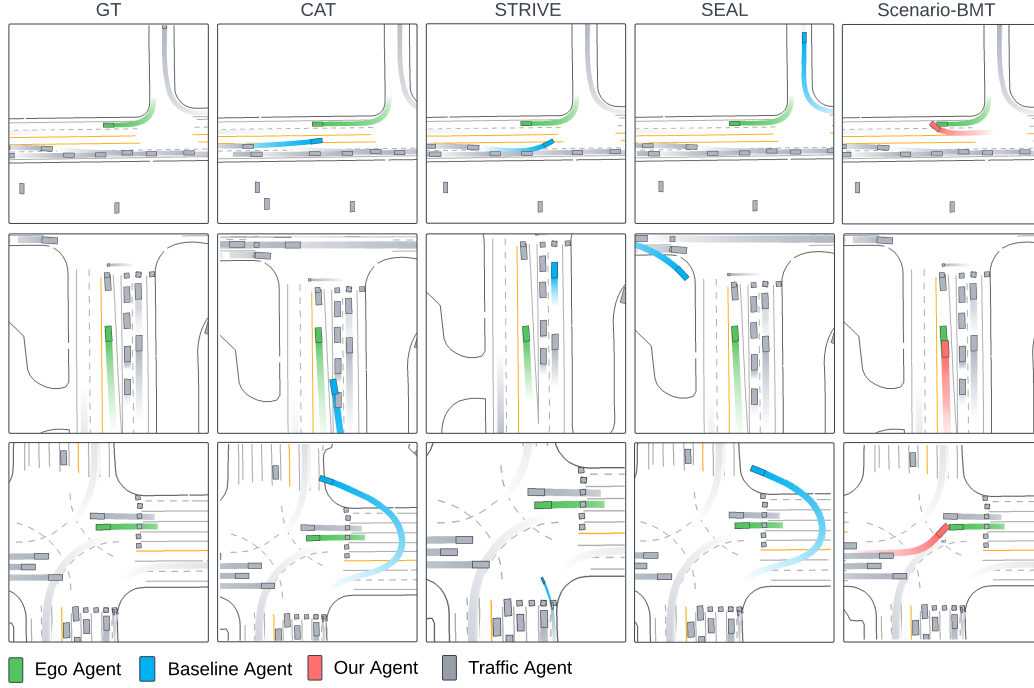 GT CAT STRIVE SEAL Scenario-BMT
Ego Agent Baseline Agent Our Agent Traffic Agent